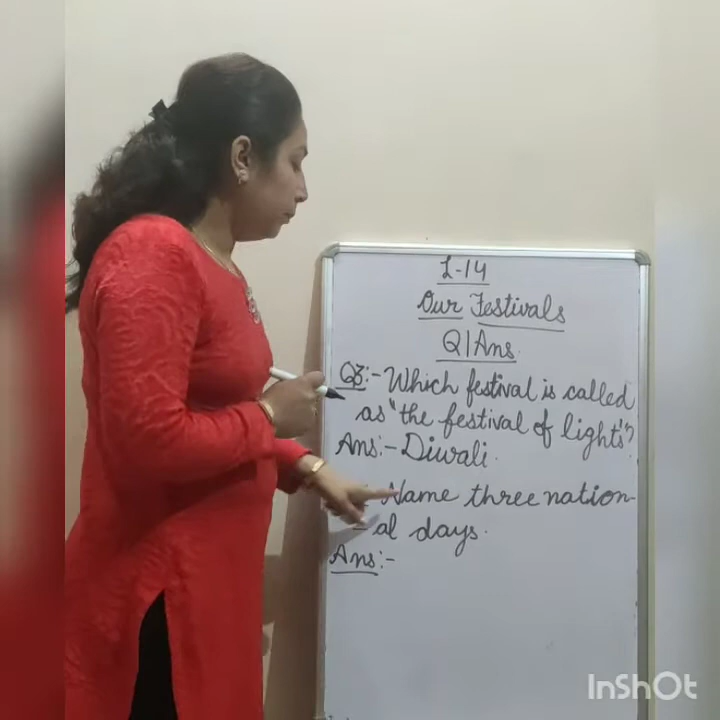 L-14
Our Festivals
Q/Ans.
Q3:- Which festival is called
as "the festival of lights"?
Ans:- Diwali.
Name three nation-
al days.
Ans:-
InShOt